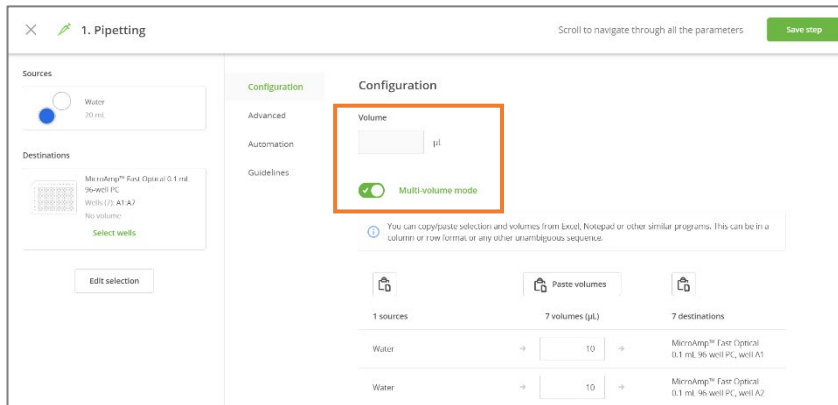 1. Pipetting
Scroll to navigate through all the parameters
Save step
Sources
Water
20 mL
Destinations
MicroAmp™ Fast Optical 0.1 mL
96-well PC
Wells (7): A1:A7
No volume
Select wells
Edit selection
Configuration
Advanced
Automation
Guidelines
Configuration
Volume
µL
Multi-volume mode
You can copy/paste selection and volumes from Excel, Notepad or other similar programs. This can be in a
column or row format or any other unambiguous sequence.
Paste volumes
1 sources
7 volumes (µL)
7 destinations
Water
10
MicroAmp™ Fast Optical
0.1 mL 96-well PC, well A1
Water
10
MicroAmp™ Fast Optical
0.1 mL 96-well PC, well A2